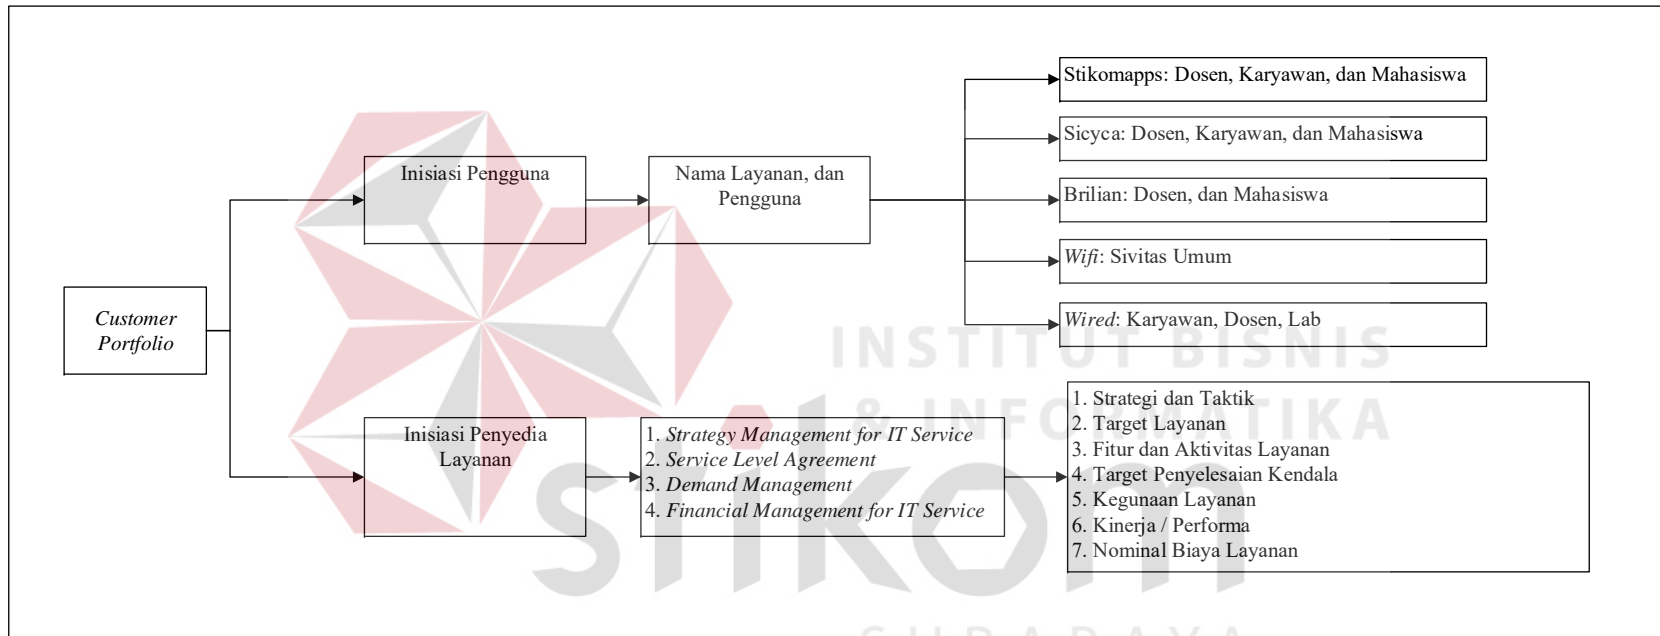 Customer
Portfolio
Inisiasi Pengguna
Nama Layanan, dan
Pengguna
Stikomapps: Dosen, Karyawan, dan Mahasiswa
Sicyca: Dosen, Karyawan, dan Mahasiswa
Brilian: Dosen, dan Mahasiswa
Wifi: Sivitas Umum
Wired: Karyawan, Dosen, Lab
Inisiasi Penyedia
Layanan
1. Strategy Management for IT Service
2. Service Level Agreement
3. Demand Management
4. Financial Management for IT Service
1. Strategi dan Taktik
2. Target Layanan
3. Fitur dan Aktivitas Layanan
4. Target Penyelesaian Kendala
5. Kegunaan Layanan
6. Kinerja / Performa
7. Nominal Biaya Layanan
INSTITUT BISNIS
& INFORMATIKA
stikom
SURABAYA